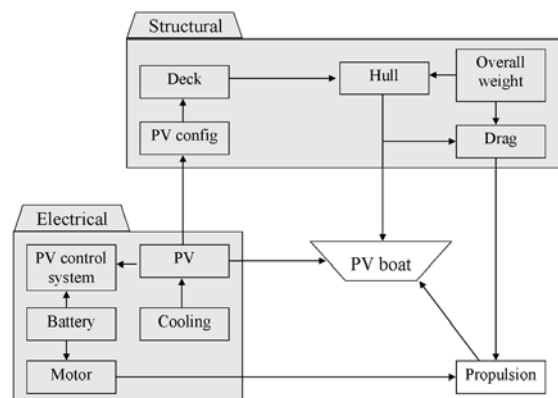 Structural
Deck
Hull
Overall
weight
PV config
Drag
Electrical
PV control
system
PV
PV boat
Battery
Cooling
Motor
Propulsion